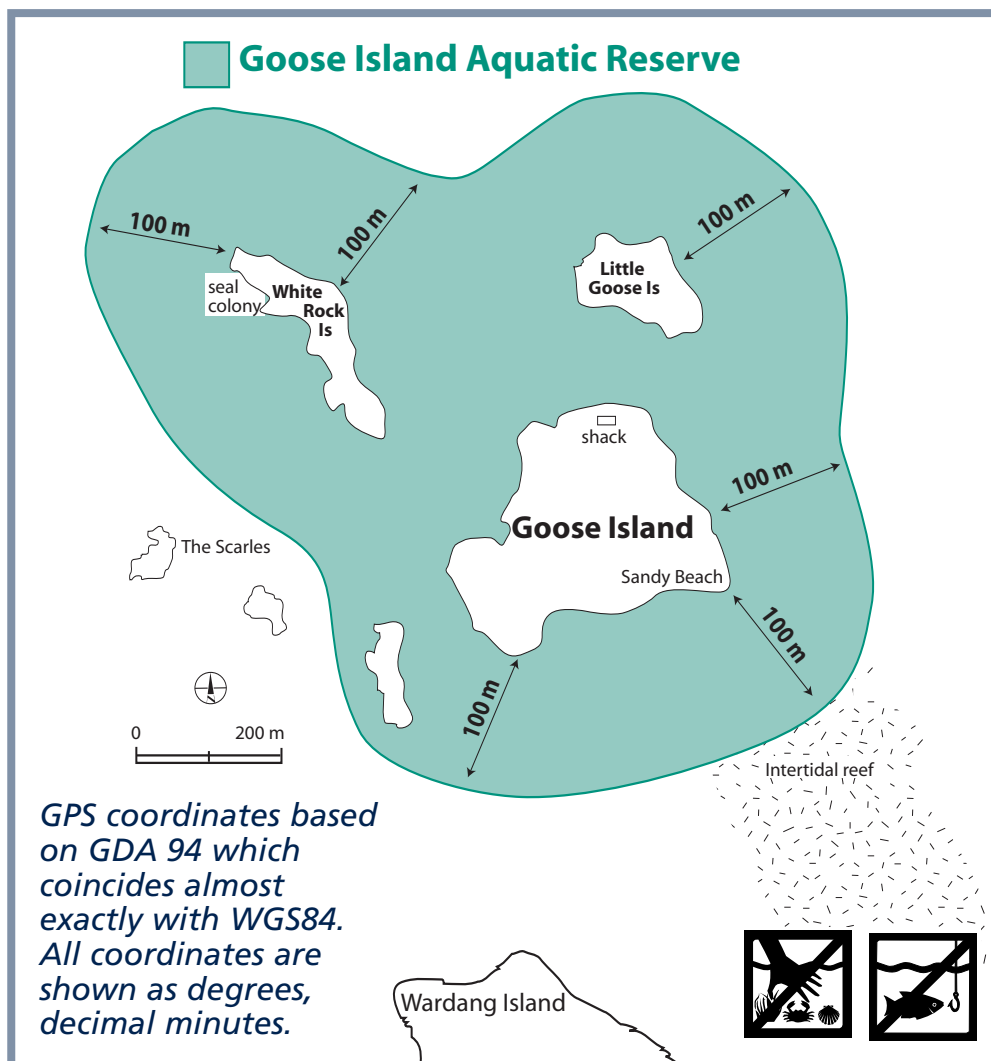 Goose Island Aquatic Reserve
100 m
100 m
100 m
seal
colony
White
Rock
Is
Little
Goose Is
shack
100 m
Goose Island
The Scarles
Sandy Beach
100 m
100 m
N
0 200 m
Intertidal reef
GPS coordinates based
on GDA 94 which
coincides almost
exactly with WGS84.
All coordinates are
shown as degrees,
decimal minutes.
Wardang Island